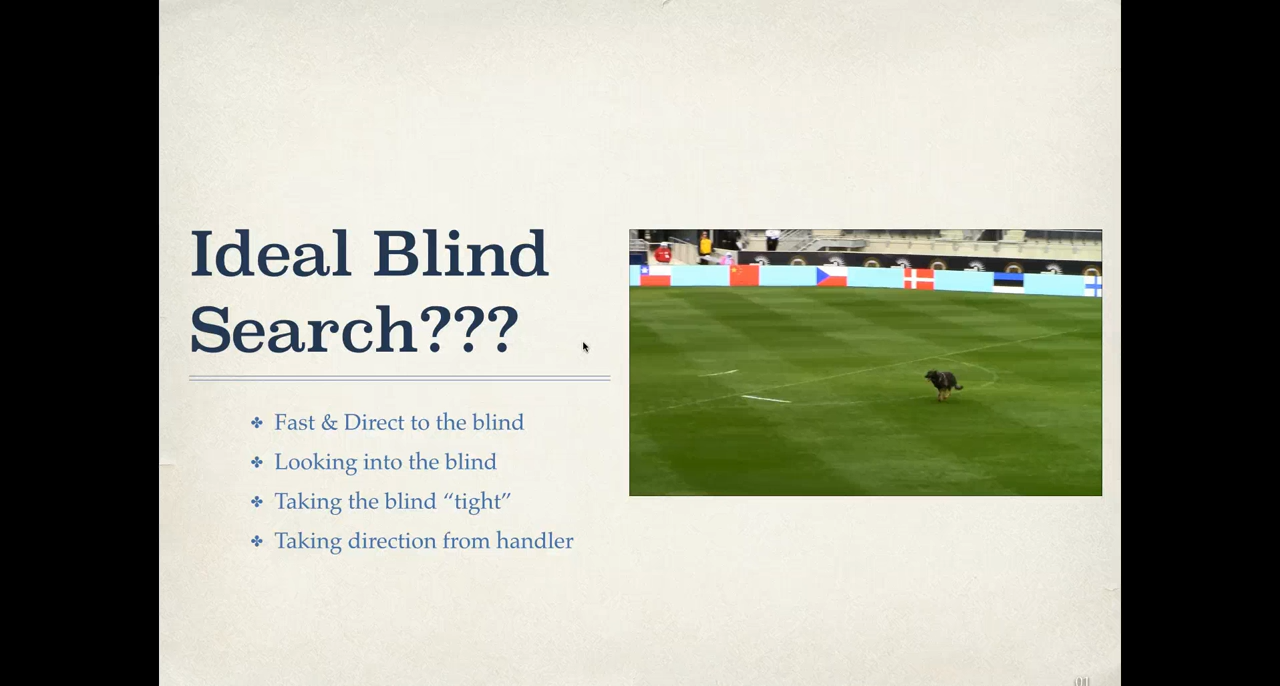 Ideal Blind
Search???
Fast & Direct to the blind
Looking into the blind
Taking the blind “tight”
Taking direction from handler